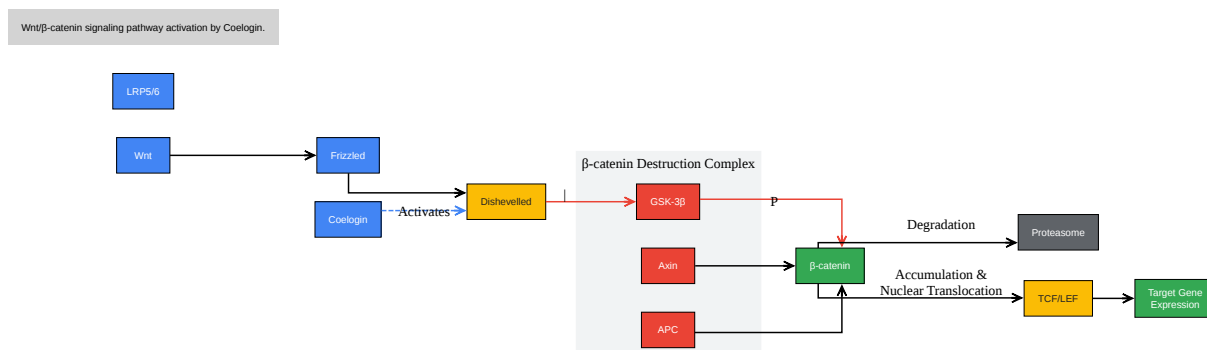 Wnt/β-catenin signaling pathway activation by Coelogin.
LRP5/6
Wnt
Frizzled
Coelogin
Activates
Dishevelled
|
β-catenin Destruction Complex
GSK-3β
P
Axin
APC
β-catenin
Degradation
Proteasome
Accumulation &
Nuclear Translocation
TCF/LEF
Target Gene
Expression